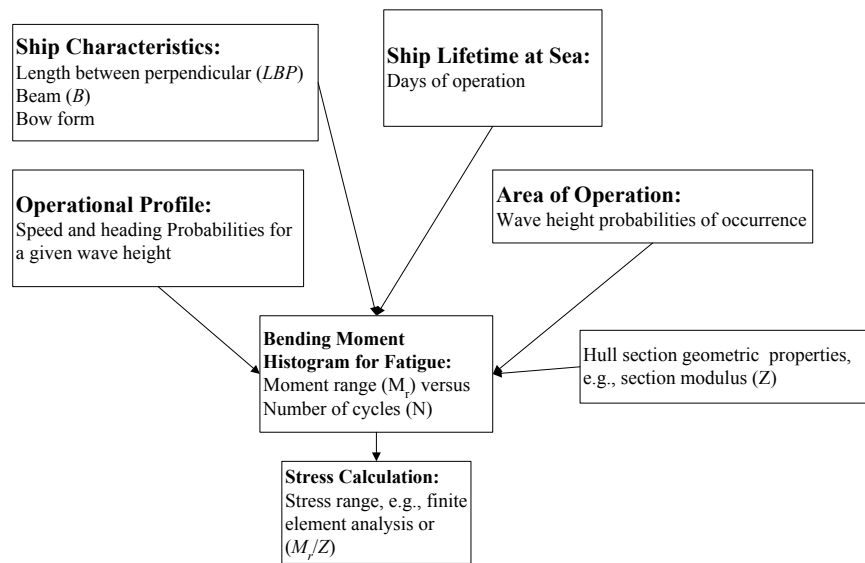 Ship Characteristics:
Length between perpendicular (LBP)
Beam (B)
Bow form
Ship Lifetime at Sea:
Days of operation
Operational Profile:
Speed and heading Probabilities for
a given wave height
Area of Operation:
Wave height probabilities of occurrence
Bending Moment
Histogram for Fatigue:
Moment range (Mr) versus
Number of cycles (N)
Hull section geometric properties,
e.g., section modulus (Z)
Stress Calculation:
Stress range, e.g., finite
element analysis or
(Mr/Z)